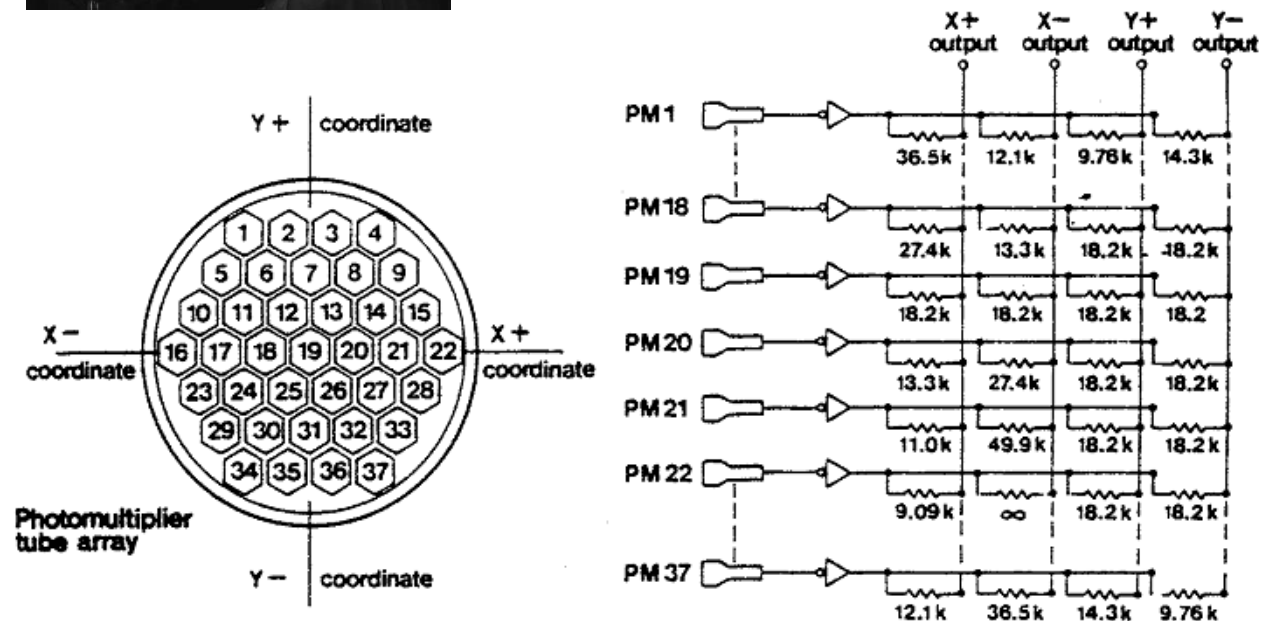 Y + coordinate
1 2 3 4
5 6 7 8 9
10 11 12 13 14 15
X − X +
16 17 18 19 20 21 22
coordinate coordinate
23 24 25 26 27 28
29 30 31 32 33
34 35 36 37
Photomultiplier
tube array
Y − coordinate
X+ X− Y+ Y−
output output output output
PM 1
36.5k 12.1k 9.76k 14.3k
PM 18
27.4k 13.3k 18.2k 18.2k
PM 19
18.2k 18.2k 18.2k 18.2
PM 20
13.3k 27.4k 18.2k 18.2k
PM 21
11.0k 49.9k 18.2k 18.2k
PM 22
9.09k ∞ 18.2k 18.2k
PM 37
12.1k 36.5k 14.3k 9.76k